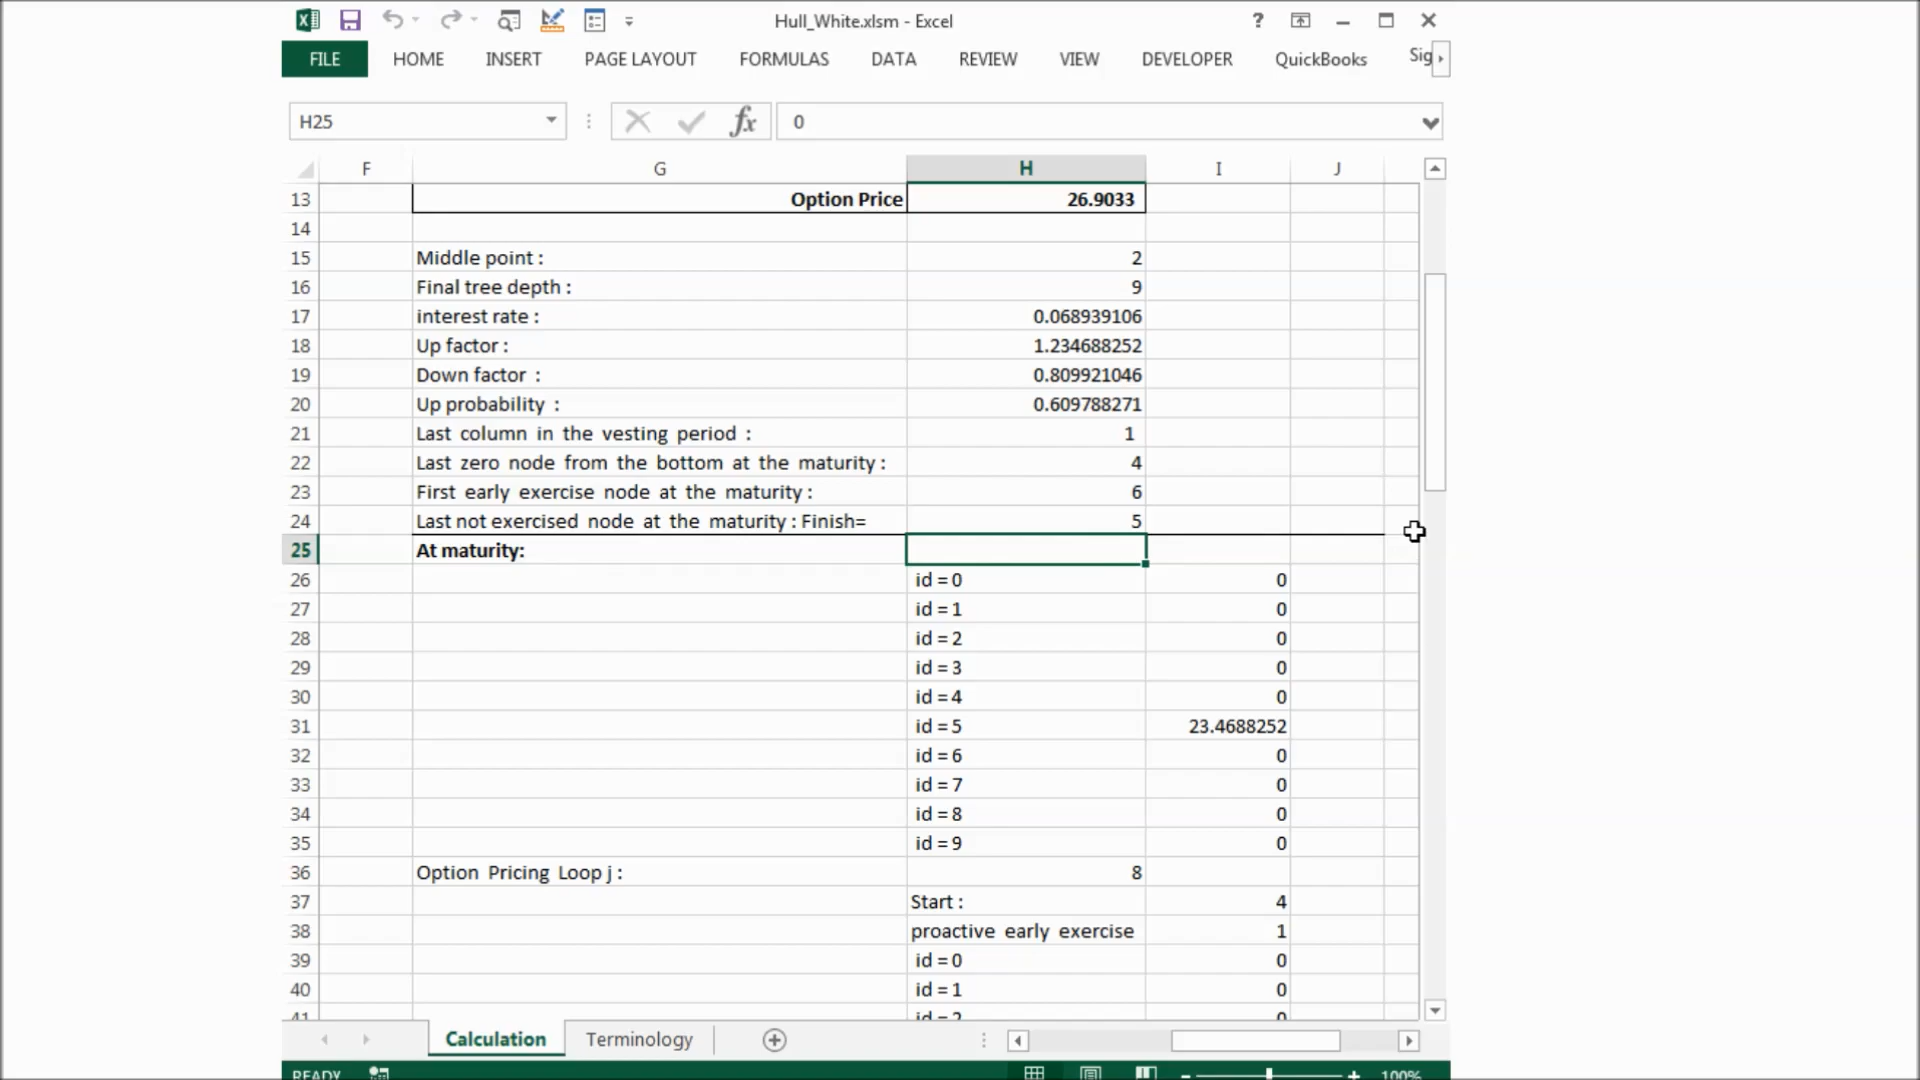 Hull_White.xlsm - Excel
?
FILE HOME INSERT PAGE LAYOUT FORMULAS DATA REVIEW VIEW DEVELOPER QuickBooks Sig
H25 fx 0
F G H I J
13 Option Price 26.9033
14
15 Middle point : 2
16 Final tree depth : 9
17 interest rate : 0.068939106
18 Up factor : 1.234688252
19 Down factor : 0.809921046
20 Up probability : 0.609788271
21 Last column in the vesting period : 1
22 Last zero node from the bottom at the maturity : 4
23 First early exercise node at the maturity : 6
24 Last not exercised node at the maturity : Finish= 5
25 At maturity:
26 id = 0 0
27 id = 1 0
28 id = 2 0
29 id = 3 0
30 id = 4 0
31 id = 5 23.4688252
32 id = 6 0
33 id = 7 0
34 id = 8 0
35 id = 9 0
36 Option Pricing Loop j : 8
37 Start : 4
38 proactive early exercise 1
39 id = 0 0
40 id = 1 0
41 id = 2 0
Calculation Terminology
READY 100%